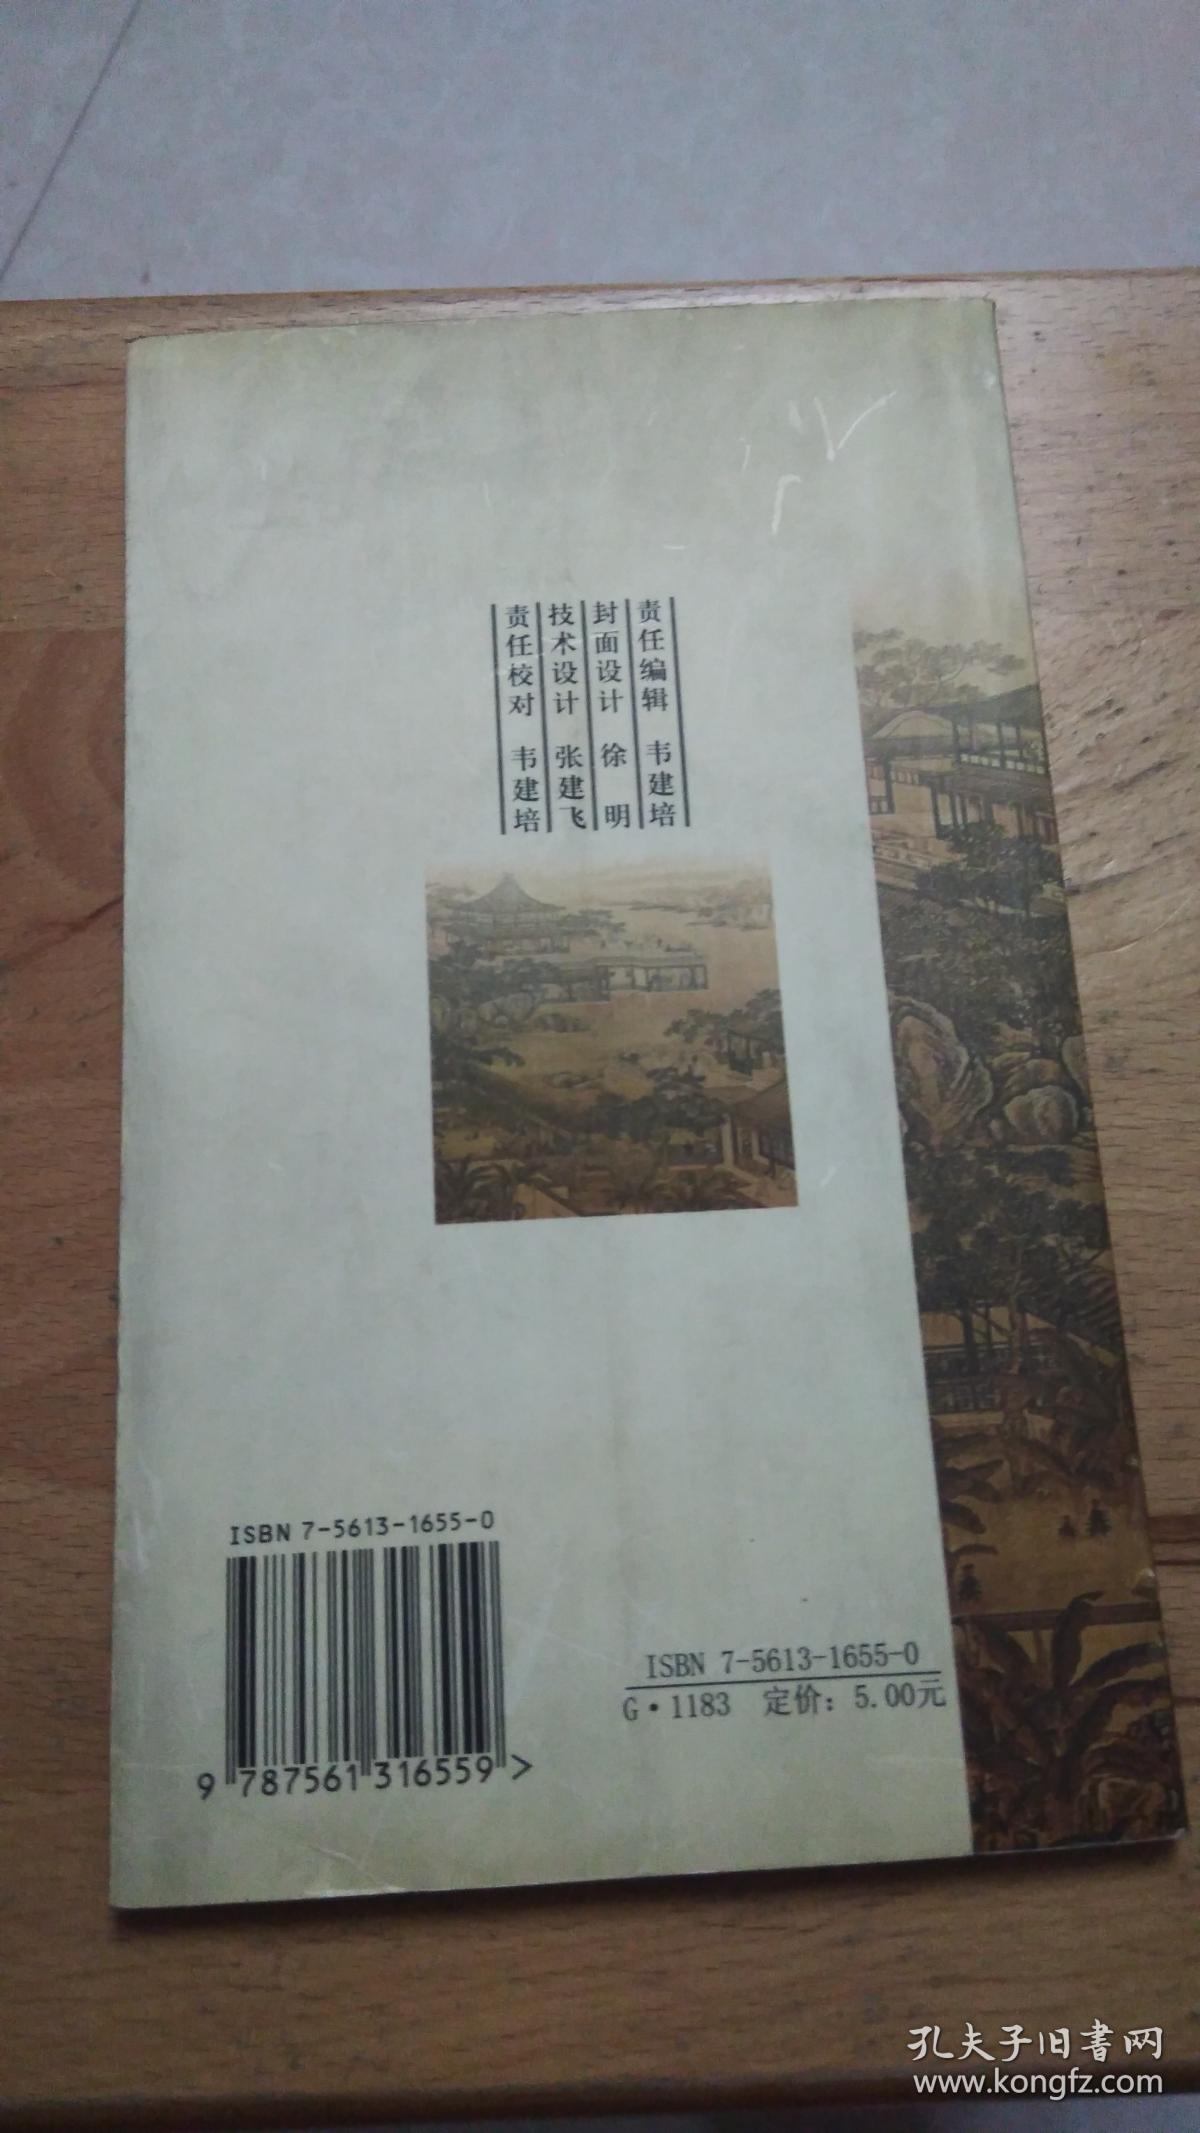 责任编辑 韦建培
封面设计 徐 明
技术设计 张建飞
责任校对 韦建培
ISBN 7-5613-1655-0
9 787561 316559 >
ISBN 7-5613-1655-0
G·1183 定价：5.00元
孔夫子旧書网
www.kongfz.com